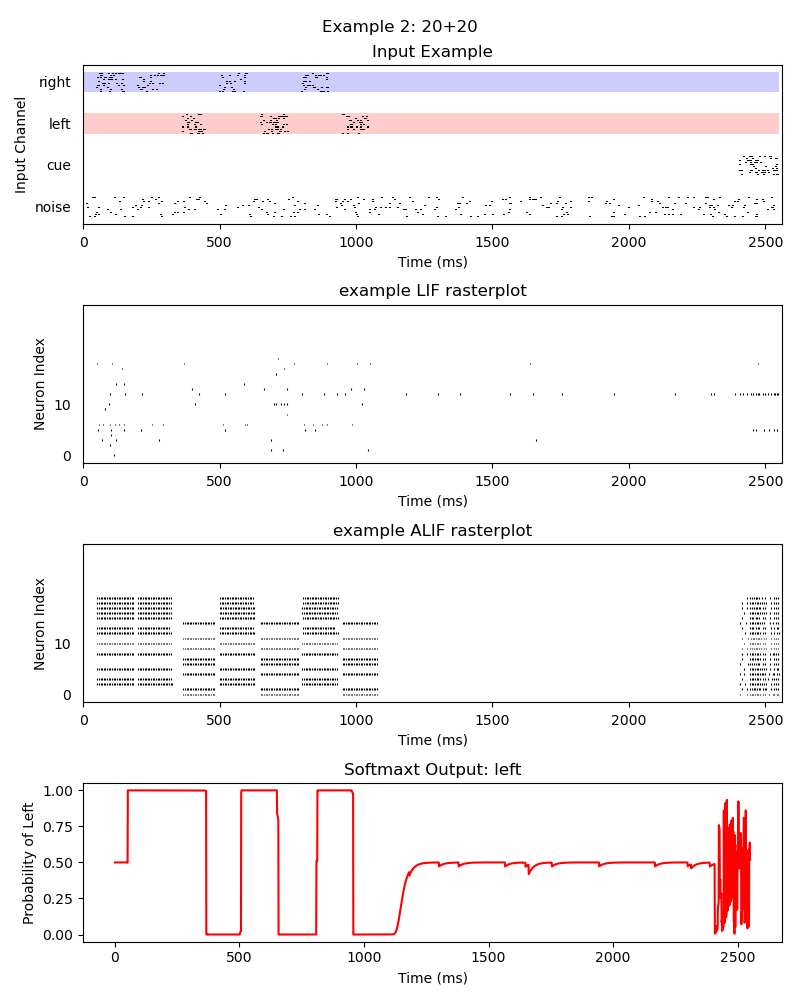 Example 2: 20+20
Input Example
Input Channel
right
left
cue
noise
0 500 1000 1500 2000 2500
Time (ms)
example LIF rasterplot
Neuron Index
10
0
0 500 1000 1500 2000 2500
Time (ms)
example ALIF rasterplot
Neuron Index
10
0
0 500 1000 1500 2000 2500
Time (ms)
Softmaxt Output: left
Probability of Left
1.00
0.75
0.50
0.25
0.00
0 500 1000 1500 2000 2500
Time (ms)